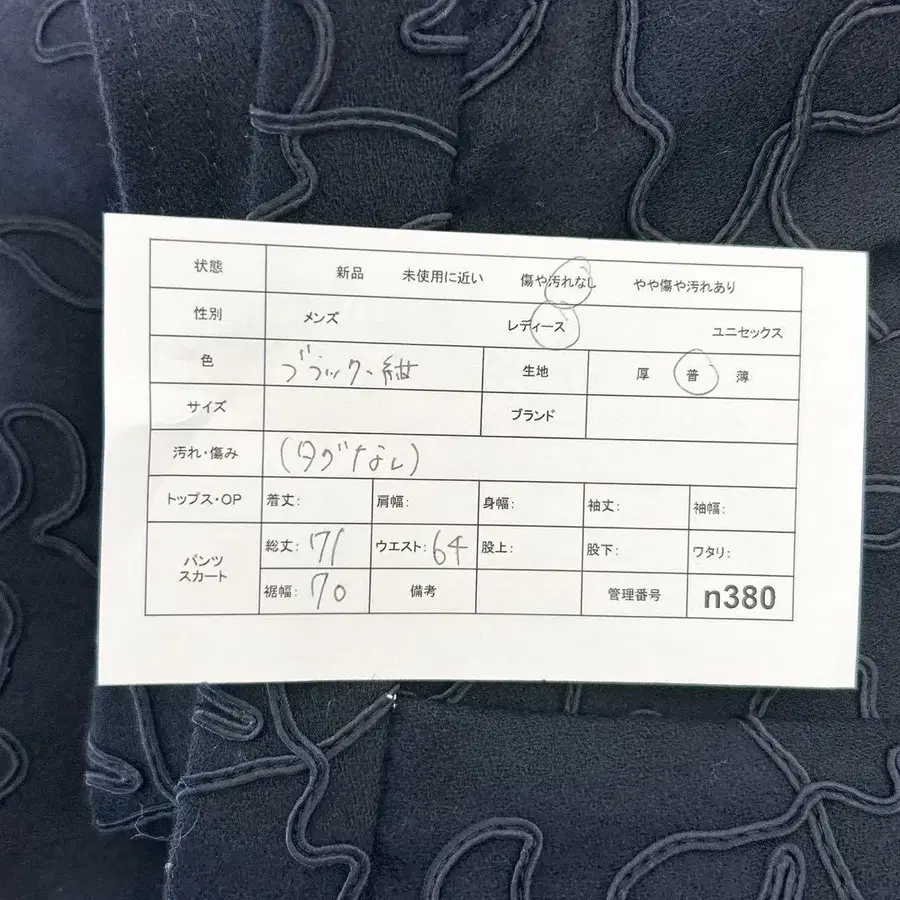 状態 新品 未使用に近い 傷や汚れなし やや傷や汚れあり
性別 メンズ レディース ユニセックス
色 ブラック・紺 生地 厚 普 薄
サイズ ブランド
汚れ・傷み (タグなし)
トップス・OP 着丈: 肩幅: 身幅: 袖丈: 袖幅:
パンツ スカート 総丈: 71 ウエスト: 64 股上: 股下: ワタリ:
裾幅: 70 備考 管理番号 n380